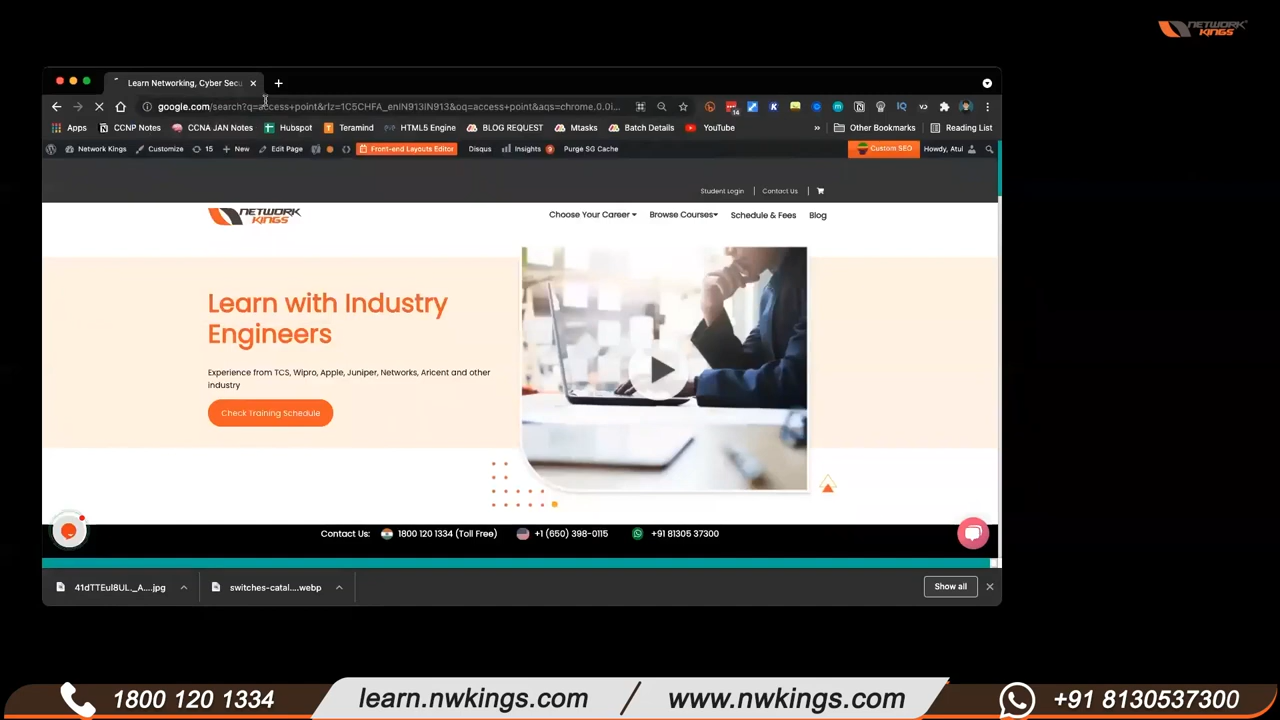 NETWORK KINGS
Learn Networking, Cyber Secu
google.com/search?q=access+point&rlz=1C5CHFA_enIN913IN913&oq=access+point&aqs=chrome.0.0i...
14
Apps CCNP Notes CCNA JAN Notes Hubspot Teramind HTML5 Engine BLOG REQUEST Mtasks Batch Details YouTube » Other Bookmarks Reading List
Network Kings Customize 15 + New Edit Page Front-end Layouts Editor Disqus Insights 9 Purge SG Cache Custom SEO Howdy, Atul
Student Login | Contact Us |
NETWORK KINGS
Choose Your Career Browse Courses Schedule & Fees Blog
Learn with Industry
Engineers
Experience from TCS, Wipro, Apple, Juniper, Networks, Aricent and other
industry
Check Training Schedule
Contact Us: 1800 120 1334 (Toll Free) +1 (650) 398-0115 +91 81305 37300
41dTTEul8UL._A....jpg switches-catal....webp Show all
1800 120 1334 learn.nwkings.com / www.nwkings.com +91 8130537300